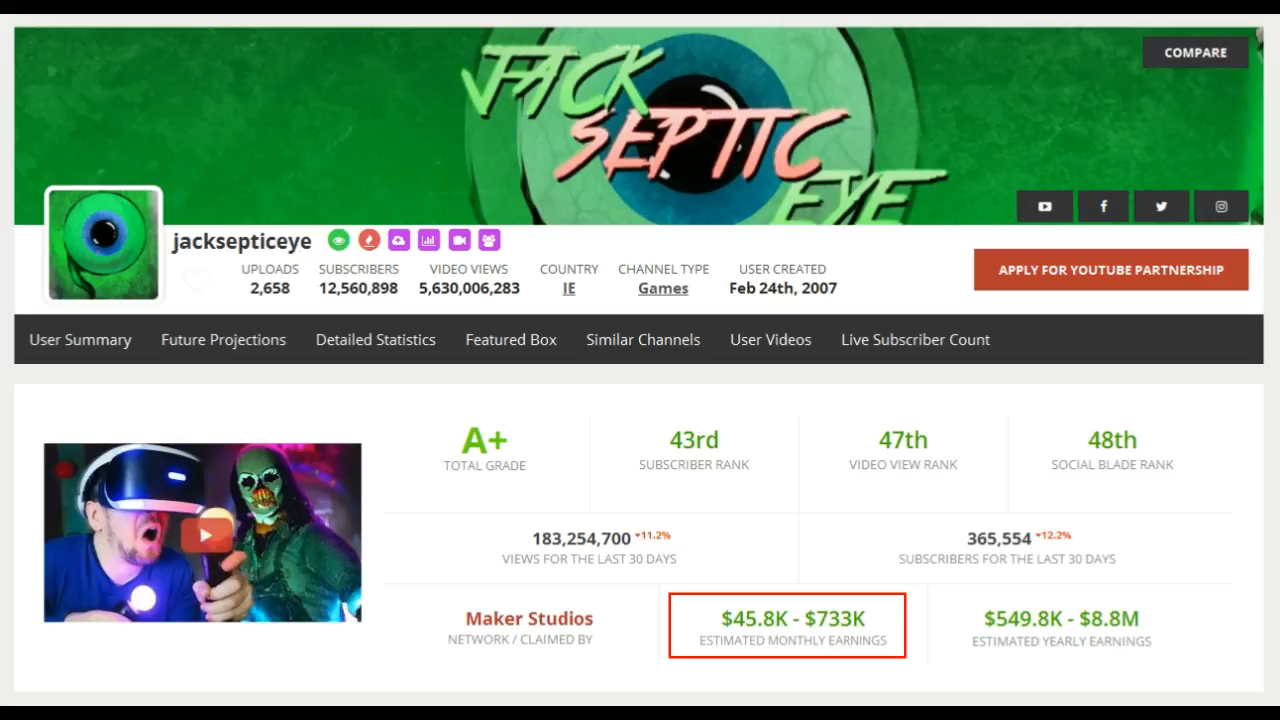 JACK
SEPTIC
EYE
COMPARE
jacksepticeye
UPLOADS SUBSCRIBERS VIDEO VIEWS COUNTRY CHANNEL TYPE USER CREATED
2,658 12,560,898 5,630,006,283 IE Games Feb 24th, 2007
APPLY FOR YOUTUBE PARTNERSHIP
User Summary Future Projections Detailed Statistics Featured Box Similar Channels User Videos Live Subscriber Count
A+ 43rd 47th 48th
TOTAL GRADE SUBSCRIBER RANK VIDEO VIEW RANK SOCIAL BLADE RANK
183,254,700 11.2% 365,554 12.2%
VIEWS FOR THE LAST 30 DAYS SUBSCRIBERS FOR THE LAST 30 DAYS
Maker Studios $45.8K - $733K $549.8K - $8.8M
NETWORK / CLAIMED BY ESTIMATED MONTHLY EARNINGS ESTIMATED YEARLY EARNINGS